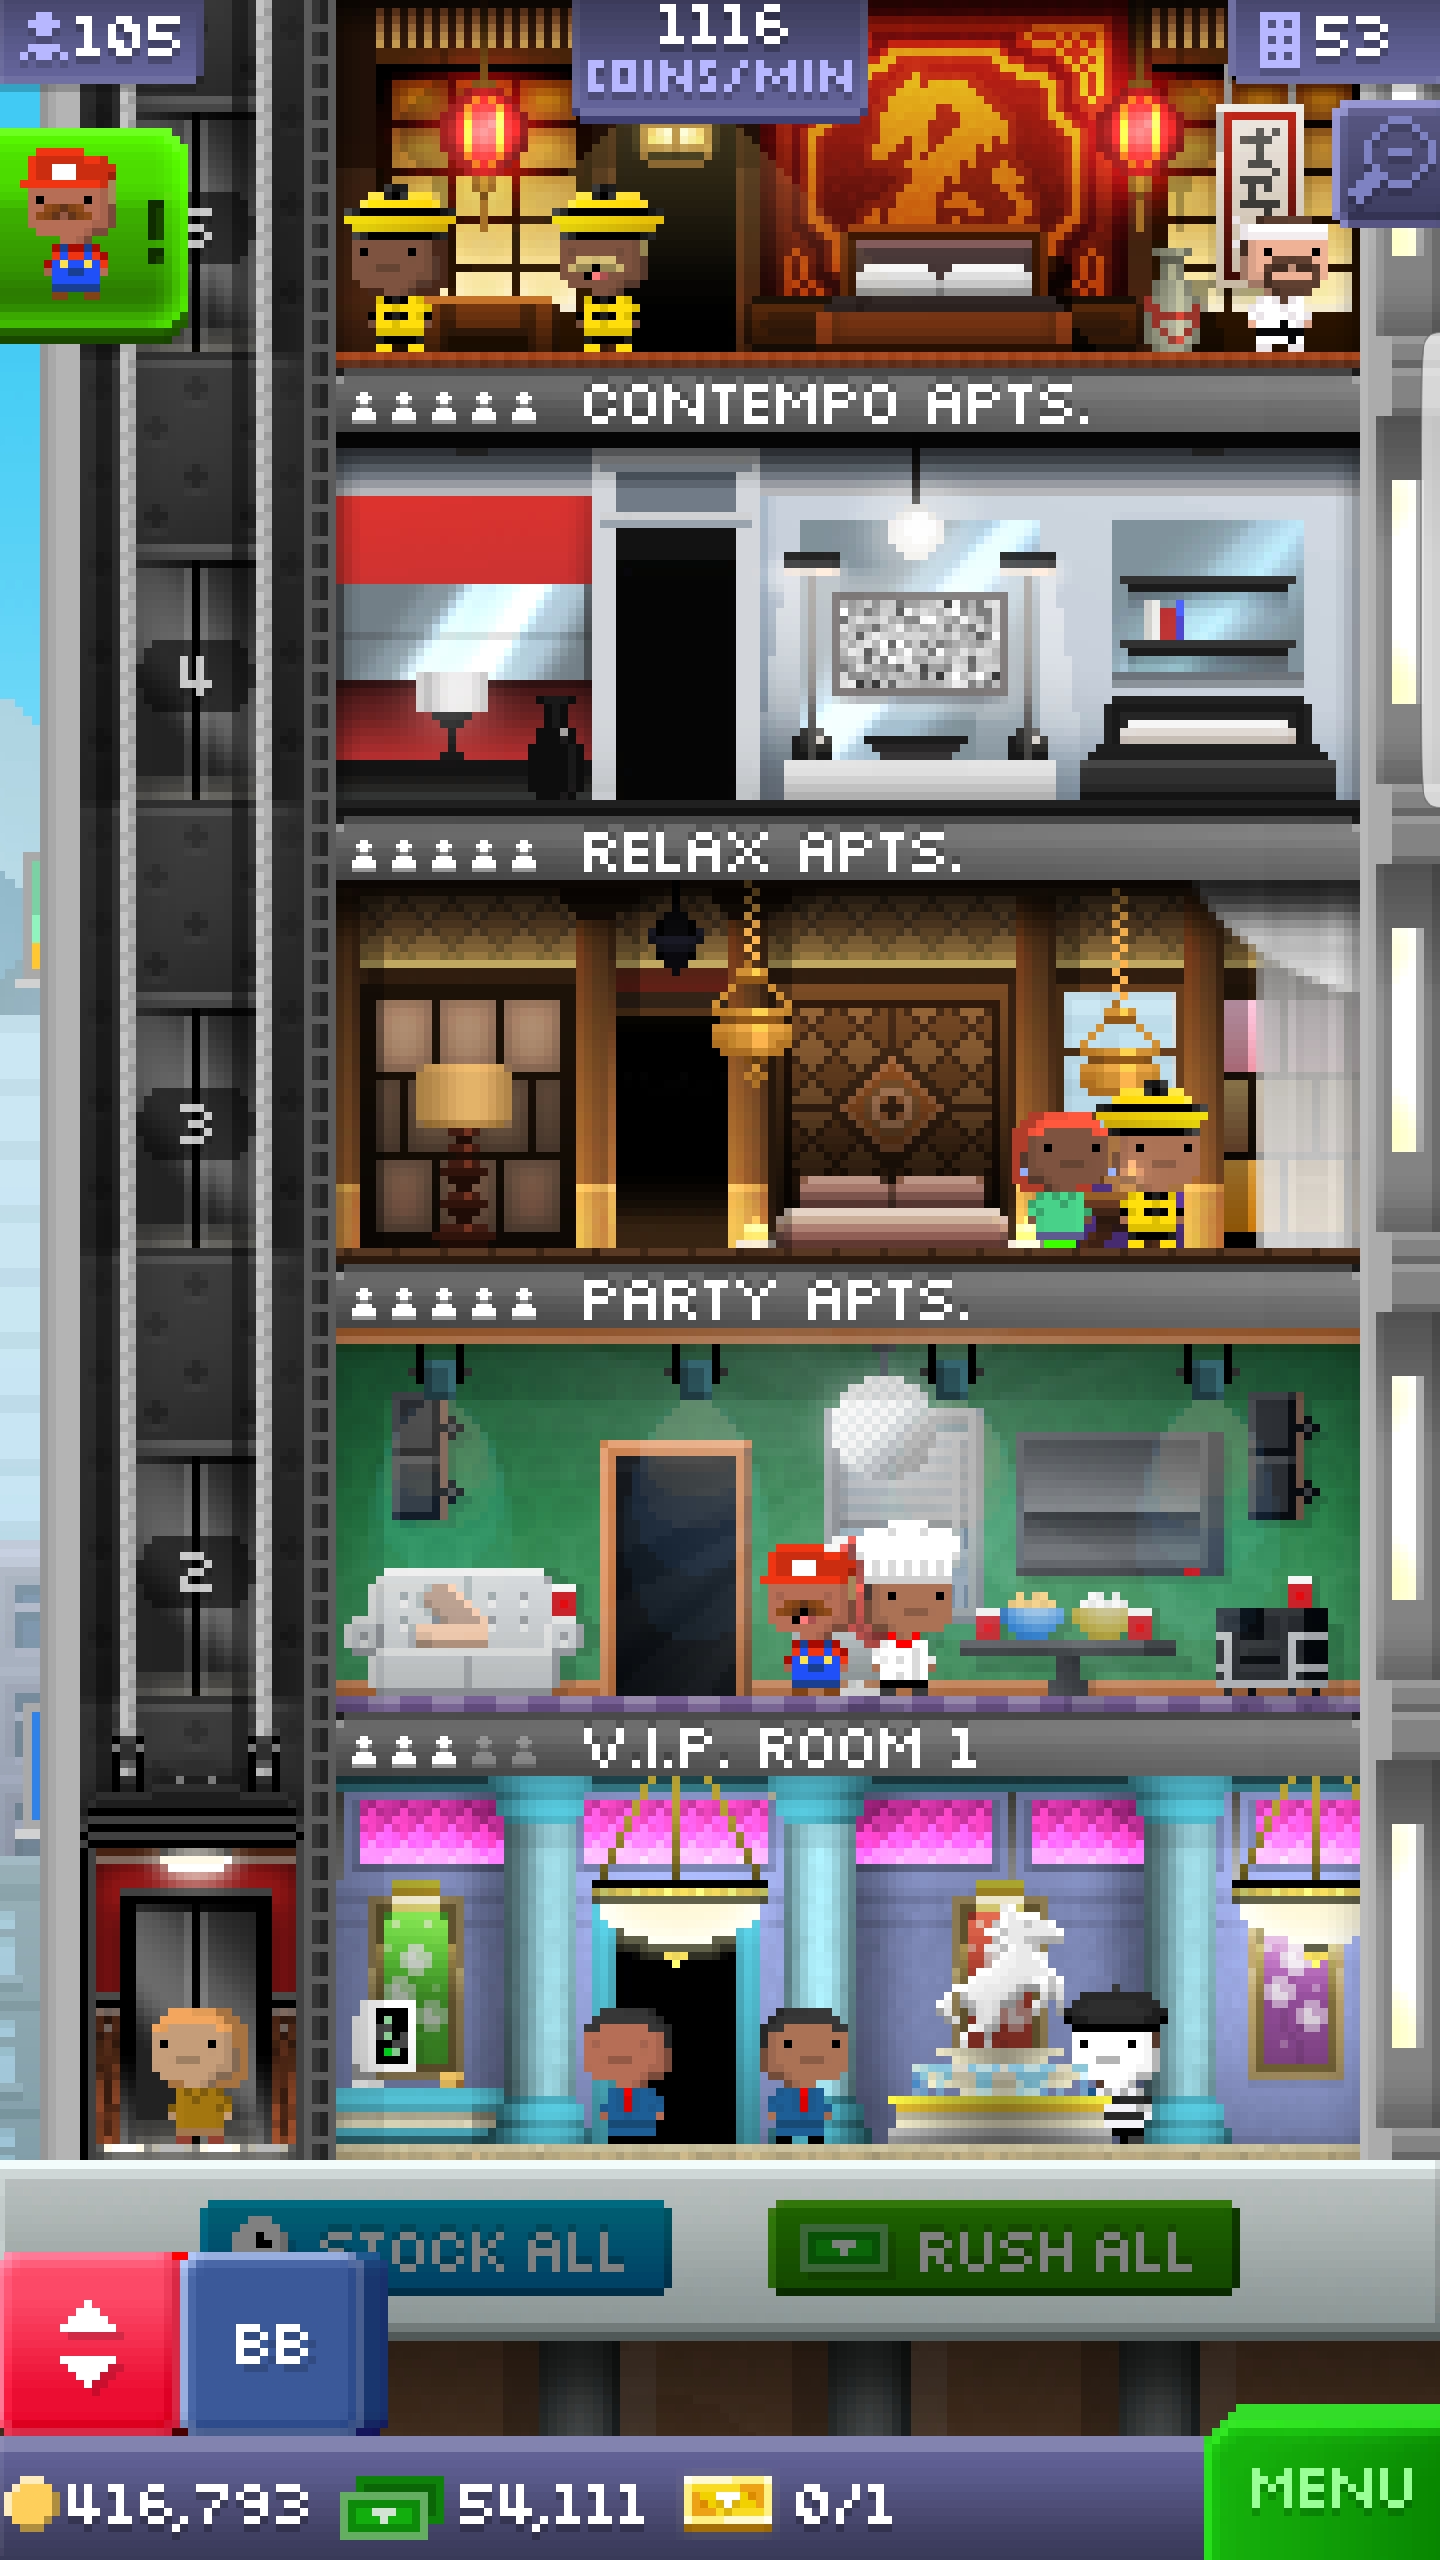 105
1116
COINS/MIN
53
!
5
CONTEMPO APTS.
4
RELAX APTS.
3
PARTY APTS.
2
V.I.P. ROOM 1
STOCK ALL
RUSH ALL
BB
416,793
54,111
0/1
MENU